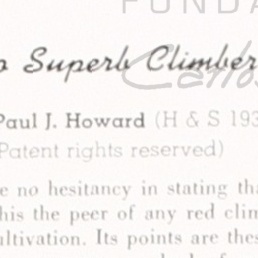 FUNDA
o Superb Climber
Carlos
Paul J. Howard (H & S 193
Patent rights reserved)
e no hesitancy in stating tha
his the peer of any red clim
ultivation. Its points are thes